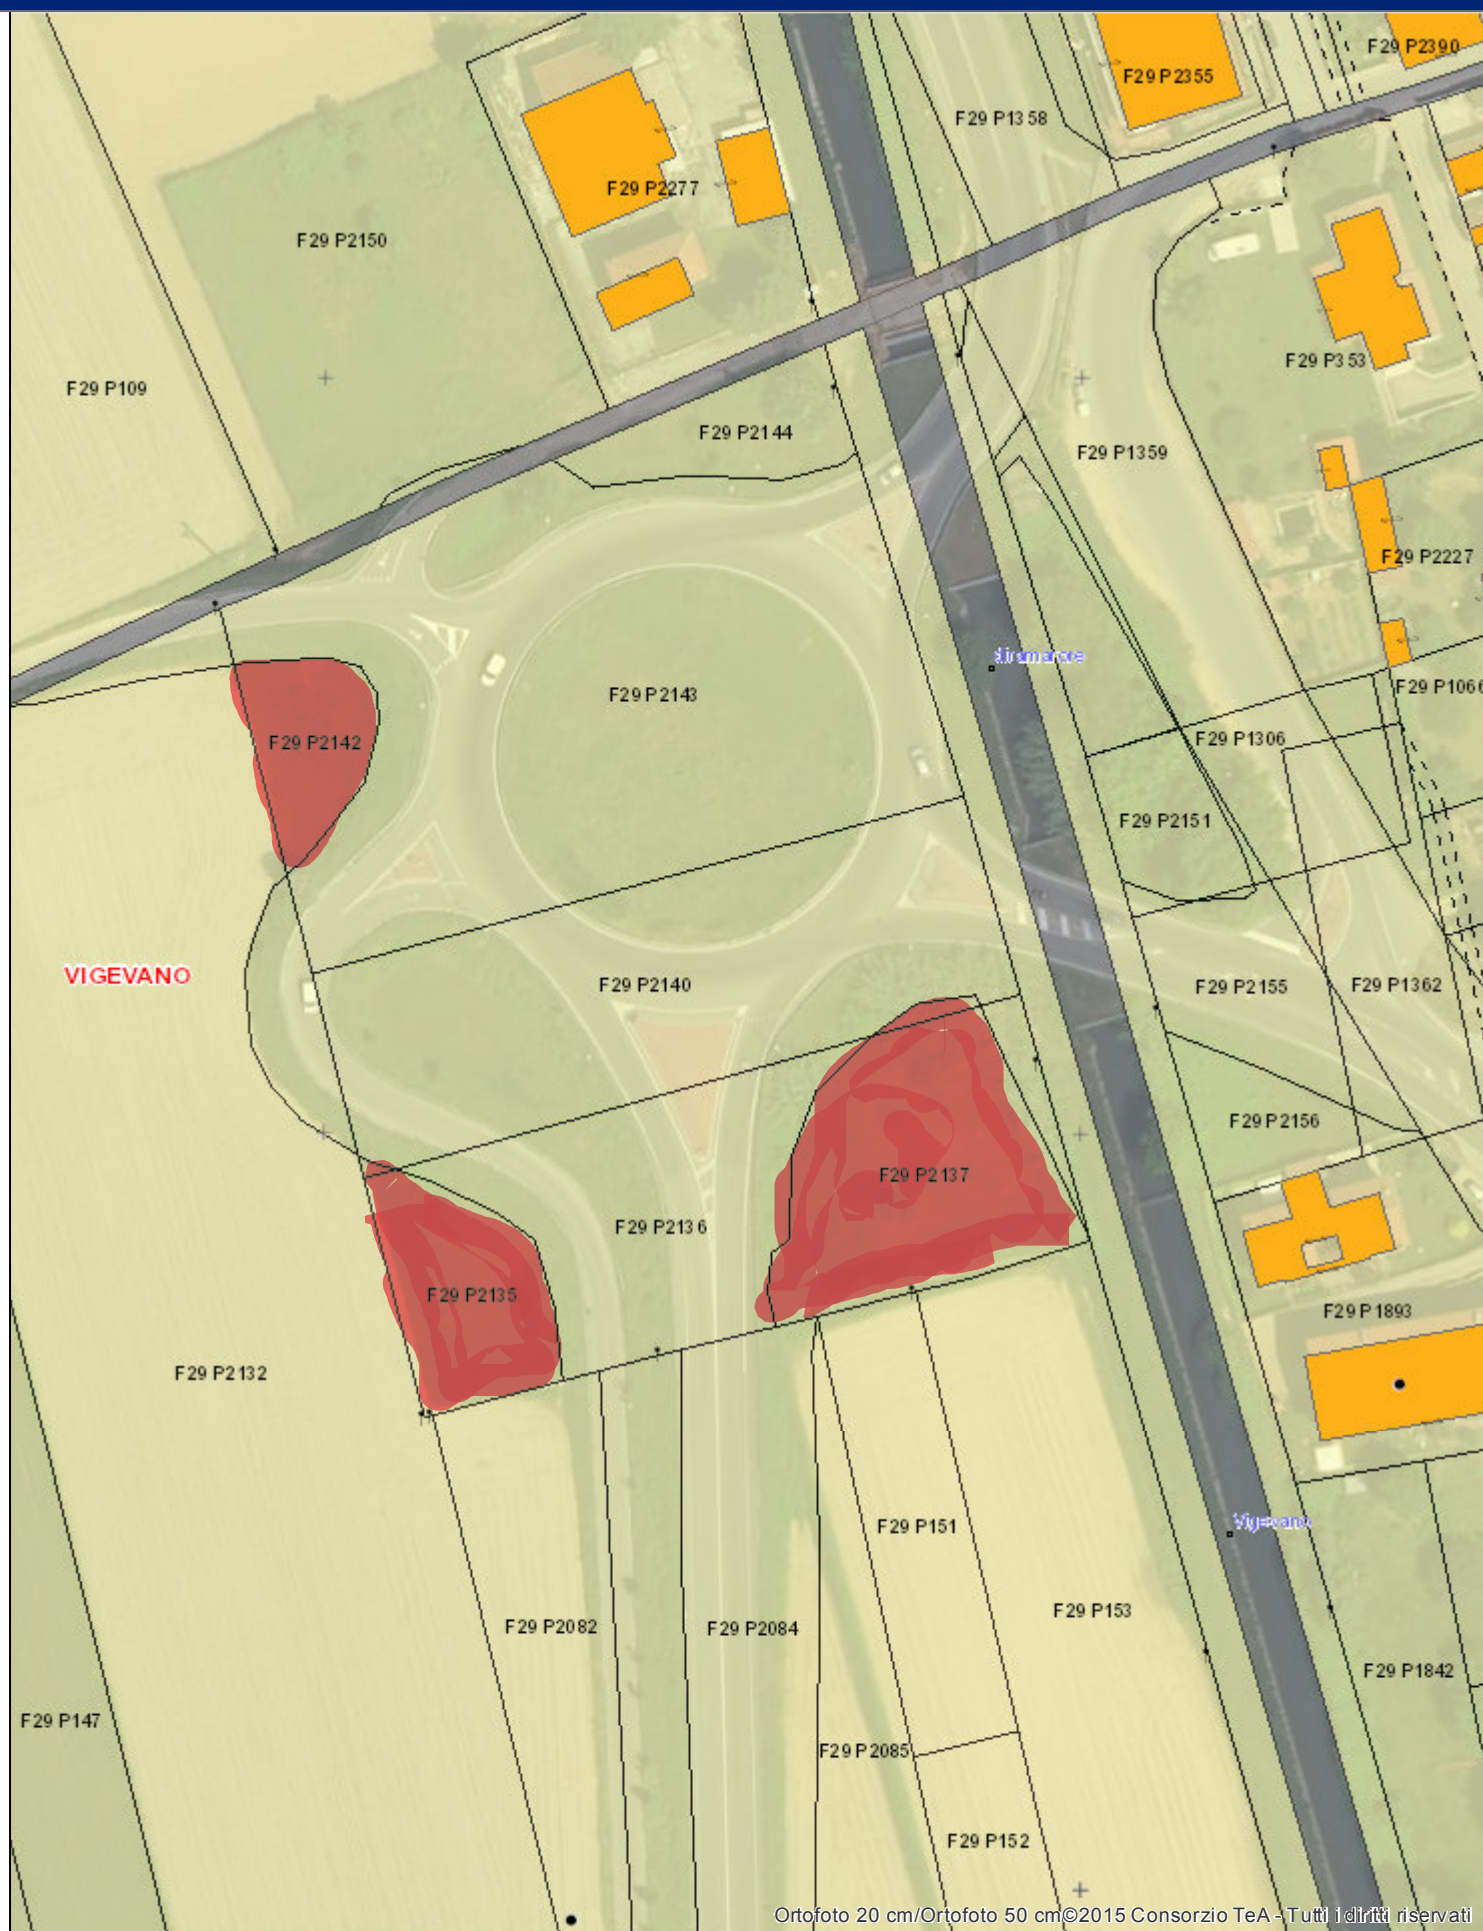 F29 P2390
F29 P2355
F29 P1358
F29 P2277
F29 P2150
F29 P353
F29 P109
F29 P2144
F29 P1359
F29 P2227
F29 P1066
F29 P2143
F29 P1306
F29 P2142
F29 P2151
VIGEVANO
F29 P2140
F29 P2155
F29 P1362
F29 P2156
F29 P2137
F29 P2136
F29 P2135
F29 P1893
F29 P2132
Vigevano
F29 P151
F29 P153
F29 P2082
F29 P2084
F29 P1842
F29 P147
F29 P2085
F29 P152
Ortofoto 20 cm/Ortofoto 50 cm©2015 Consorzio TeA - Tutti i diritti riservati